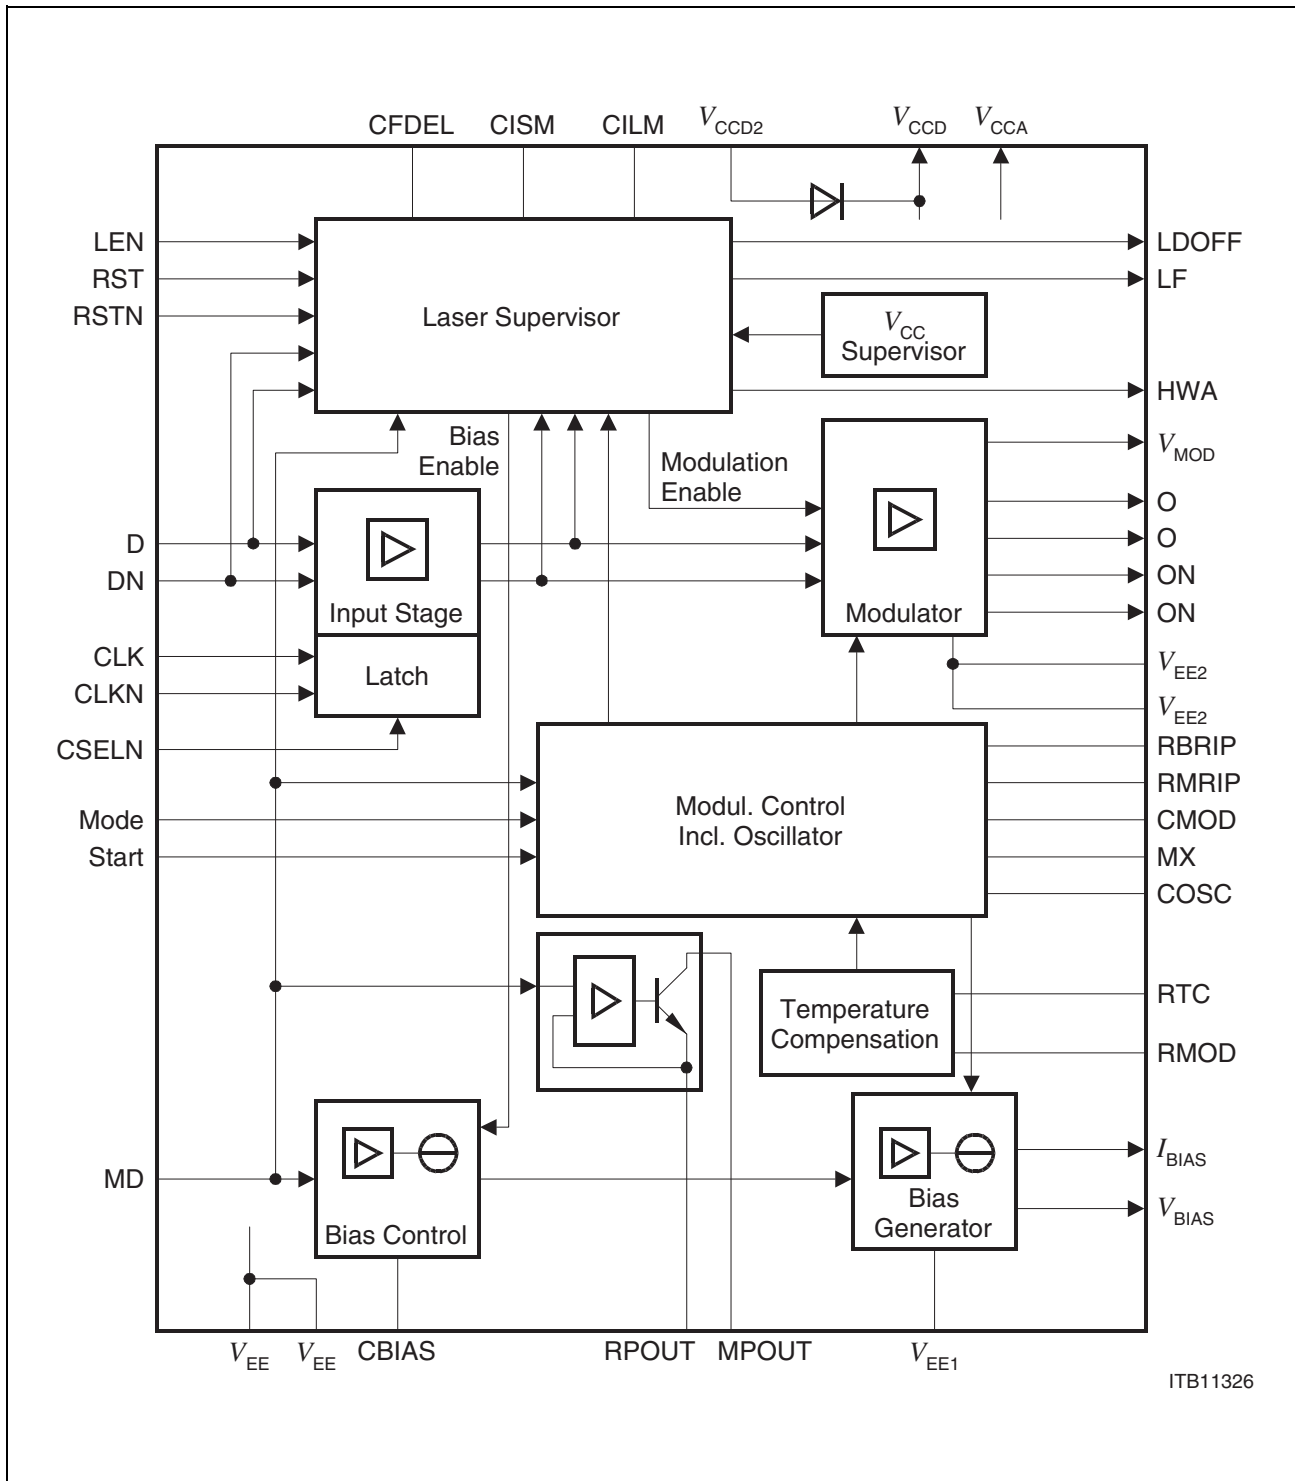 CFDEL CISM CILM VCCD2 VCCD VCCA
LEN
RST
RSTN
Laser Supervisor
VCC
Supervisor
LDOFF
LF
HWA
Bias
Enable
Modulation
Enable
VMOD
O
O
ON
ON
D
DN
Input Stage
Modulator
CLK
CLKN
Latch
VEE2
VEE2
CSELN
RBRIP
RMRIP
CMOD
MX
COSC
Mode
Start
Modul. Control
Incl. Oscillator
Temperature
Compensation
RTC
RMOD
MD
Bias Control
Bias
Generator
IBIAS
VBIAS
VEE VEE CBIAS RPOUT MPOUT VEE1
ITB11326